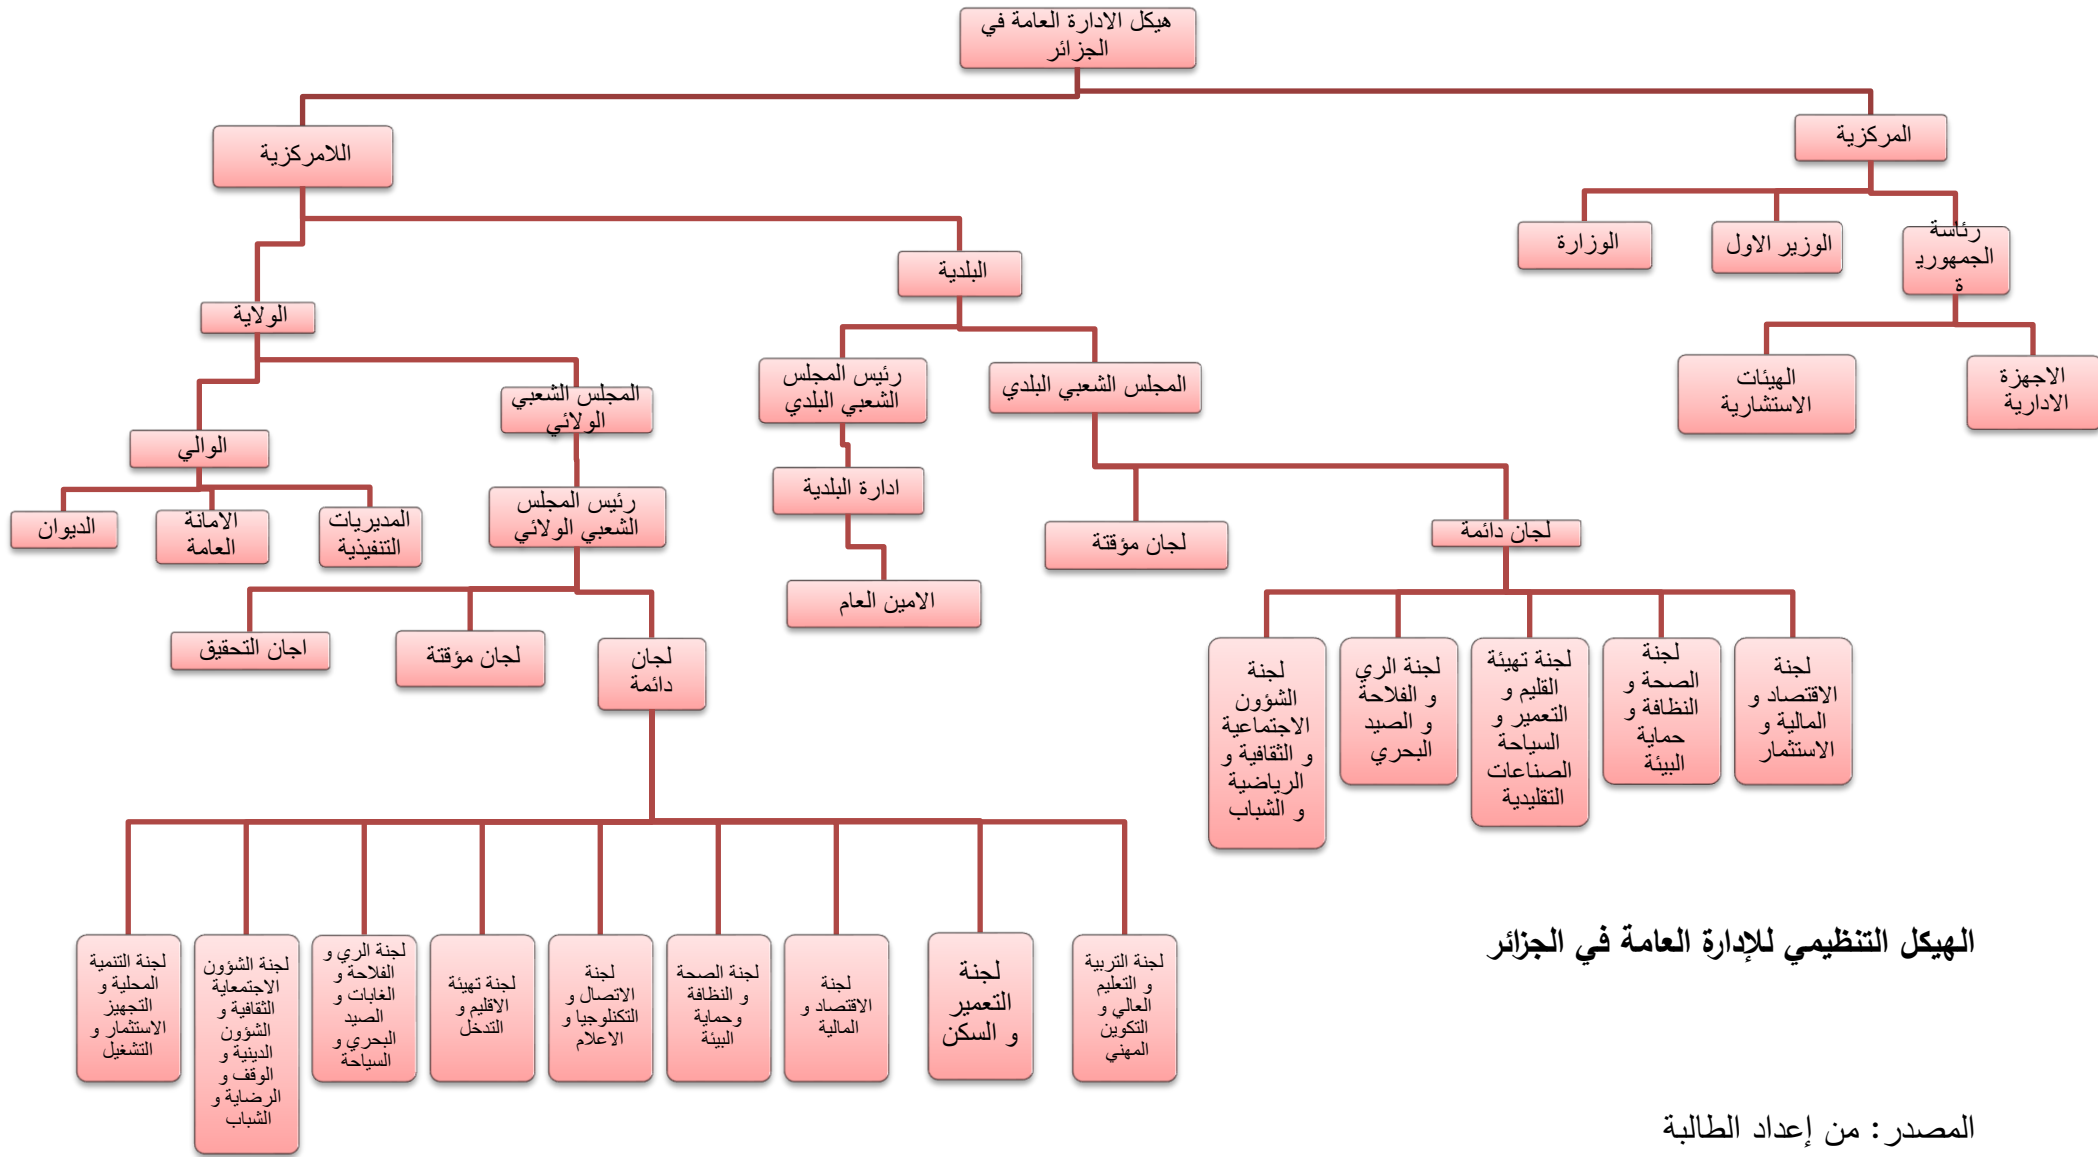 هيكل الادارة العامة في
الجزائر
المركزية
اللامركزية
رئاسة
الجمهوري
ة
الوزير الاول
الوزارة
الاجهزة
الادارية
الهيئات
الاستشارية
البلدية
الولاية
المجلس الشعبي البلدي
رئيس المجلس
الشعبي البلدي
المجلس الشعبي
الولائي
الوالي
لجان دائمة
لجان مؤقتة
ادارة البلدية
الامين العام
رئيس المجلس
الشعبي الولائي
المديريات
التنفيذية
الامانة
العامة
الديوان
لجنة
الاقتصاد و
المالية و
الاستثمار
لجنة
الصحة و
النظافة و
حماية
البيئة
لجنة تهيئة
القليم و
التعمير و
السياحة
الصناعات
التقليدية
لجنة الري
و الفلاحة
و الصيد
البحري
لجنة
الشؤون
الاجتماعية
و الثقافية و
الرياضية
و الشباب
لجان
دائمة
لجان مؤقتة
اجان التحقيق
لجنة التربية
و التعليم
العالي و
التكوين
المهني
لجنة
التعمير
و السكن
لجنة
الاقتصاد و
المالية
لجنة الصحة
و النظافة
وحماية
البيئة
لجنة
الاتصال و
التكنلوجيا و
الاعلام
لجنة تهيئة
الاقليم و
التدخل
لجنة الري و
الفلاحة و
الغابات و
الصيد
البحري و
السياحة
لجنة الشؤون
الاجتمعاية
الثقافية و
الشؤون
الدينية و
الوقف و
الرضاية و
الشباب
لجنة التنمية
المحلية و
التجهيز
الاستثمار و
التشغيل
الهيكل التنظيمي للإدارة العامة في الجزائر
المصدر: من إعداد الطالبة